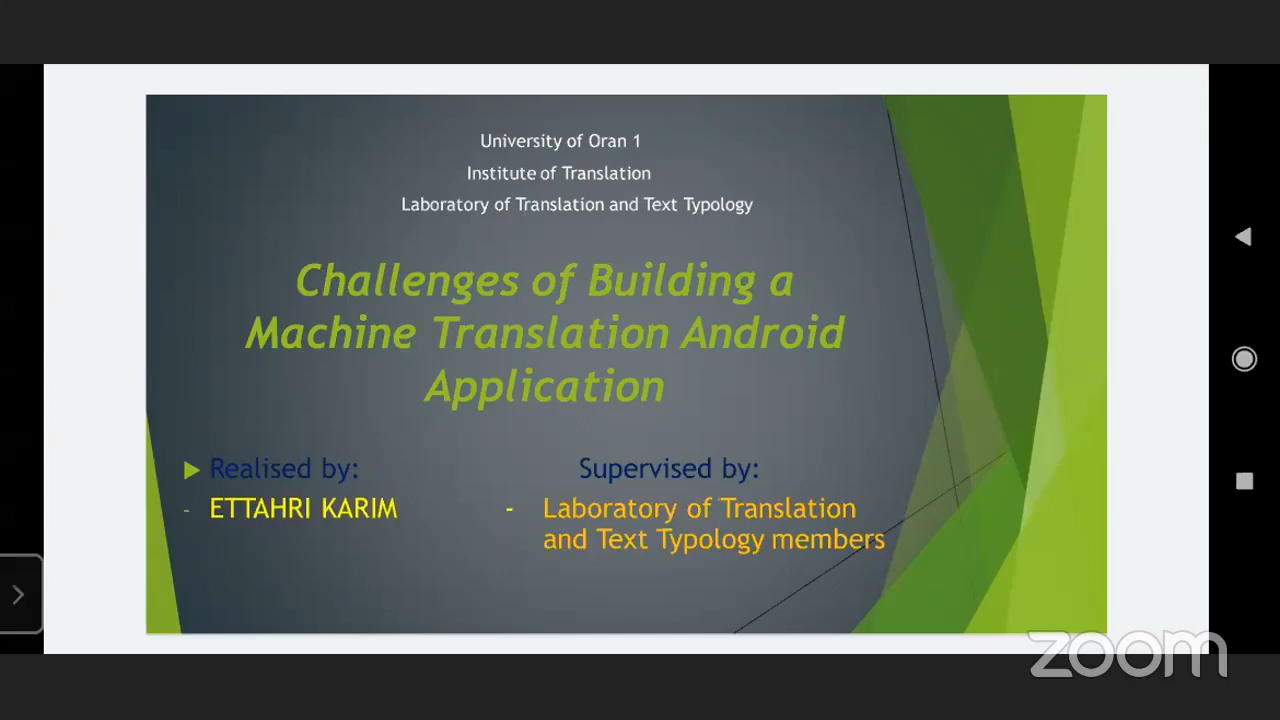 University of Oran 1
Institute of Translation
Laboratory of Translation and Text Typology
Challenges of Building a
Machine Translation Android
Application
Realised by:
- ETTAHRI KARIM
Supervised by:
- Laboratory of Translation
and Text Typology members
zoom